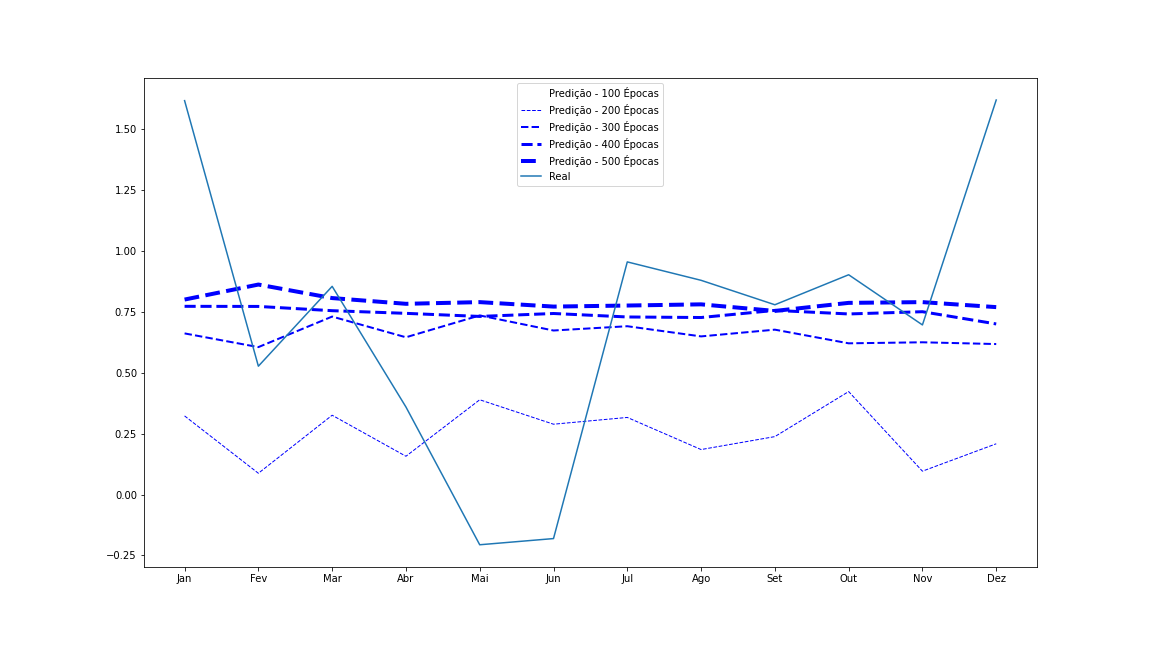 Predição - 100 Épocas
Predição - 200 Épocas
Predição - 300 Épocas
Predição - 400 Épocas
Predição - 500 Épocas
Real
1.50
1.25
1.00
0.75
0.50
0.25
0.00
−0.25
Jan Fev Mar Abr Mai Jun Jul Ago Set Out Nov Dez